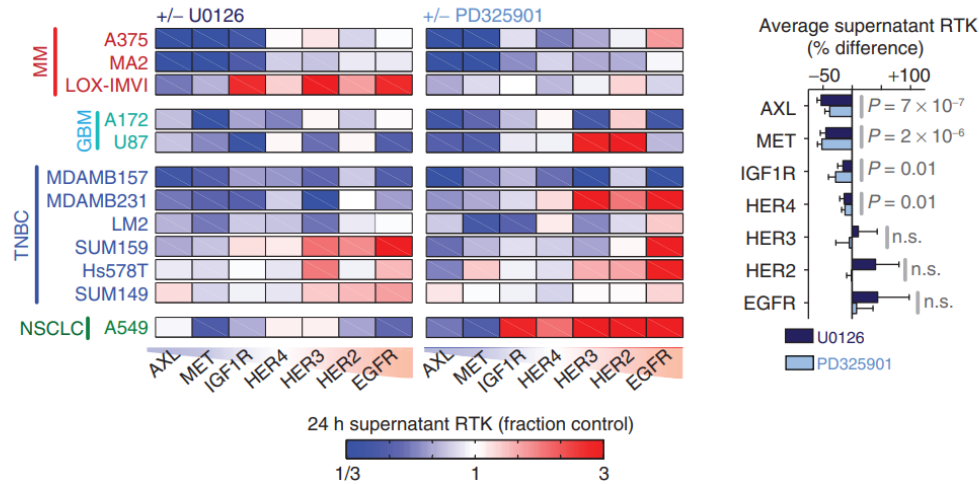 +/− U0126
+/− PD325901
MM
A375
MA2
LOX-IMVI
GBM
A172
U87
TNBC
MDAMB157
MDAMB231
LM2
SUM159
Hs578T
SUM149
NSCLC
A549
AXL MET IGF1R HER4 HER3 HER2 EGFR
AXL MET IGF1R HER4 HER3 HER2 EGFR
24 h supernatant RTK (fraction control)
1/3 1 3
Average supernatant RTK
(% difference)
−50 +100
AXL P = 7 × 10⁻⁷
MET P = 2 × 10⁻⁶
IGF1R P = 0.01
HER4 P = 0.01
HER3 n.s.
HER2 n.s.
EGFR n.s.
U0126
PD325901